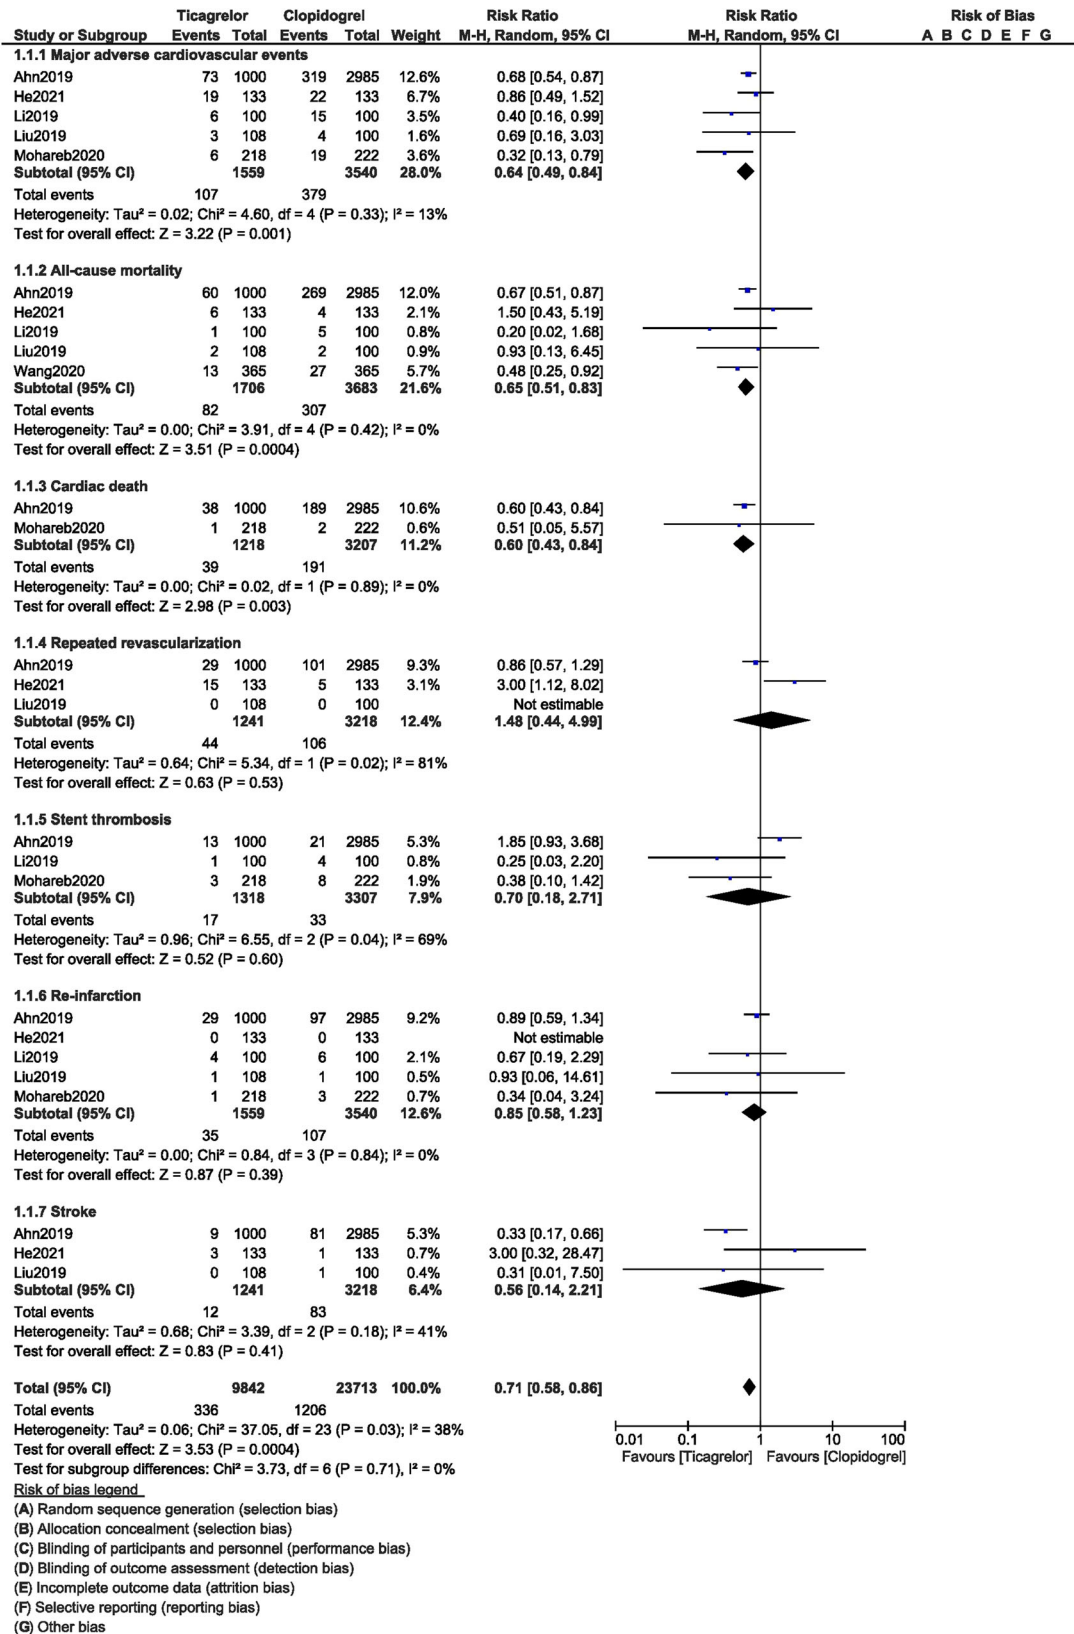 Ticagrelor Clopidogrel Risk Ratio Risk Ratio Risk of Bias
Study or Subgroup Events Total Events Total Weight M-H, Random, 95% CI M-H, Random, 95% CI A B C D E F G
1.1.1 Major adverse cardiovascular events
Ahn2019 73 1000 319 2985 12.6% 0.68 [0.54, 0.87]
He2021 19 133 22 133 6.7% 0.86 [0.49, 1.52]
Li2019 6 100 15 100 3.5% 0.40 [0.16, 0.99]
Liu2019 3 108 4 100 1.6% 0.69 [0.16, 3.03]
Mohareb2020 6 218 19 222 3.6% 0.32 [0.13, 0.79]
Subtotal (95% CI) 1559 3540 28.0% 0.64 [0.49, 0.84]
Total events 107 379
Heterogeneity: Tau² = 0.02; Chi² = 4.60, df = 4 (P = 0.33); I² = 13%
Test for overall effect: Z = 3.22 (P = 0.001)
1.1.2 All-cause mortality
Ahn2019 60 1000 269 2985 12.0% 0.67 [0.51, 0.87]
He2021 6 133 4 133 2.1% 1.50 [0.43, 5.19]
Li2019 1 100 5 100 0.8% 0.20 [0.02, 1.68]
Liu2019 2 108 2 100 0.9% 0.93 [0.13, 6.45]
Wang2020 13 365 27 365 5.7% 0.48 [0.25, 0.92]
Subtotal (95% CI) 1706 3683 21.6% 0.65 [0.51, 0.83]
Total events 82 307
Heterogeneity: Tau² = 0.00; Chi² = 3.91, df = 4 (P = 0.42); I² = 0%
Test for overall effect: Z = 3.51 (P = 0.0004)
1.1.3 Cardiac death
Ahn2019 38 1000 189 2985 10.6% 0.60 [0.43, 0.84]
Mohareb2020 1 218 2 222 0.6% 0.51 [0.05, 5.57]
Subtotal (95% CI) 1218 3207 11.2% 0.60 [0.43, 0.84]
Total events 39 191
Heterogeneity: Tau² = 0.00; Chi² = 0.02, df = 1 (P = 0.89); I² = 0%
Test for overall effect: Z = 2.98 (P = 0.003)
1.1.4 Repeated revascularization
Ahn2019 29 1000 101 2985 9.3% 0.86 [0.57, 1.29]
He2021 15 133 5 133 3.1% 3.00 [1.12, 8.02]
Liu2019 0 108 0 100 Not estimable
Subtotal (95% CI) 1241 3218 12.4% 1.48 [0.44, 4.99]
Total events 44 106
Heterogeneity: Tau² = 0.64; Chi² = 5.34, df = 1 (P = 0.02); I² = 81%
Test for overall effect: Z = 0.63 (P = 0.53)
1.1.5 Stent thrombosis
Ahn2019 13 1000 21 2985 5.3% 1.85 [0.93, 3.68]
Li2019 1 100 4 100 0.8% 0.25 [0.03, 2.20]
Mohareb2020 3 218 8 222 1.9% 0.38 [0.10, 1.42]
Subtotal (95% CI) 1318 3307 7.9% 0.70 [0.18, 2.71]
Total events 17 33
Heterogeneity: Tau² = 0.96; Chi² = 6.55, df = 2 (P = 0.04); I² = 69%
Test for overall effect: Z = 0.52 (P = 0.60)
1.1.6 Re-infarction
Ahn2019 29 1000 97 2985 9.2% 0.89 [0.59, 1.34]
He2021 0 133 0 133 Not estimable
Li2019 4 100 6 100 2.1% 0.67 [0.19, 2.29]
Liu2019 1 108 1 100 0.5% 0.93 [0.06, 14.61]
Mohareb2020 1 218 3 222 0.7% 0.34 [0.04, 3.24]
Subtotal (95% CI) 1559 3540 12.6% 0.85 [0.58, 1.23]
Total events 35 107
Heterogeneity: Tau² = 0.00; Chi² = 0.84, df = 3 (P = 0.84); I² = 0%
Test for overall effect: Z = 0.87 (P = 0.39)
1.1.7 Stroke
Ahn2019 9 1000 81 2985 5.3% 0.33 [0.17, 0.66]
He2021 3 133 1 133 0.7% 3.00 [0.32, 28.47]
Liu2019 0 108 1 100 0.4% 0.31 [0.01, 7.50]
Subtotal (95% CI) 1241 3218 6.4% 0.56 [0.14, 2.21]
Total events 12 83
Heterogeneity: Tau² = 0.68; Chi² = 3.39, df = 2 (P = 0.18); I² = 41%
Test for overall effect: Z = 0.83 (P = 0.41)
Total (95% CI) 9842 23713 100.0% 0.71 [0.58, 0.86]
Total events 336 1206
Heterogeneity: Tau² = 0.06; Chi² = 37.05, df = 23 (P = 0.03); I² = 38%
Test for overall effect: Z = 3.53 (P = 0.0004)
Test for subgroup differences: Chi² = 3.73, df = 6 (P = 0.71), I² = 0%
0.01 0.1 1 10 100
Favours [Ticagrelor] Favours [Clopidogrel]
Risk of bias legend
(A) Random sequence generation (selection bias)
(B) Allocation concealment (selection bias)
(C) Blinding of participants and personnel (performance bias)
(D) Blinding of outcome assessment (detection bias)
(E) Incomplete outcome data (attrition bias)
(F) Selective reporting (reporting bias)
(G) Other bias